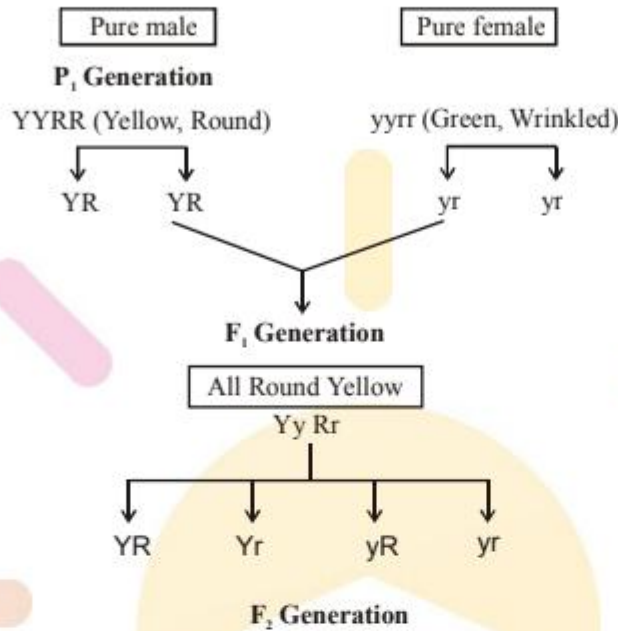 Pure male Pure female
P₁ Generation
YYRR (Yellow, Round) yyrr (Green, Wrinkled)
YR YR yr yr
F₁ Generation
All Round Yellow
Yy Rr
YR Yr yR yr
F₂ Generation